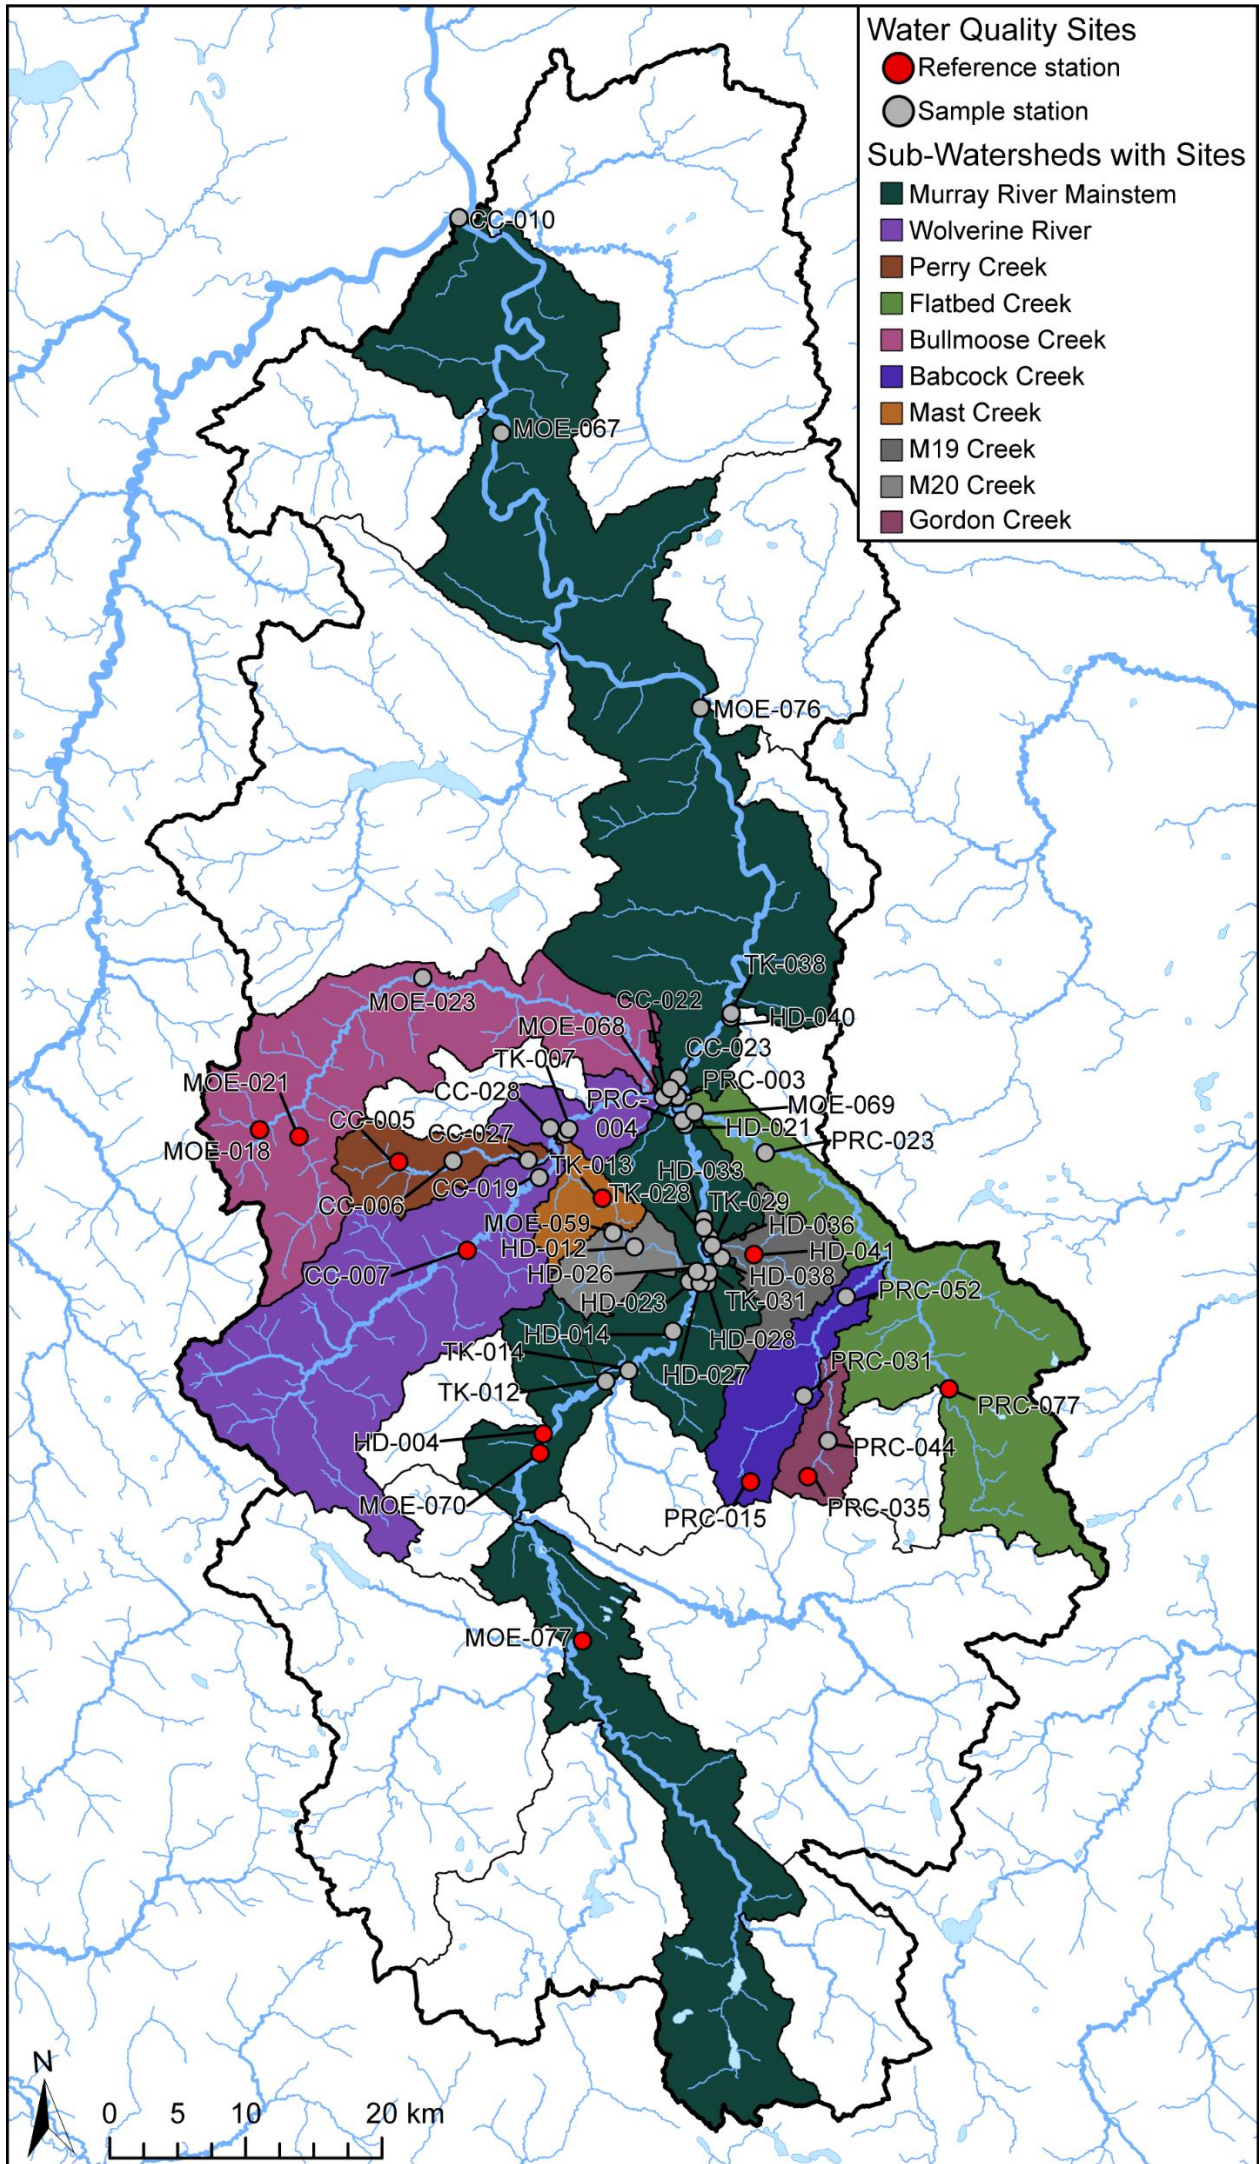 Water Quality Sites
Reference station
Sample station
Sub-Watersheds with Sites
Murray River Mainstem
Wolverine River
Perry Creek
Flatbed Creek
Bullmoose Creek
Babcock Creek
Mast Creek
M19 Creek
M20 Creek
Gordon Creek
CC-010
MOE-067
MOE-076
TK-038
MOE-023
CC-022
HD-040
MOE-068
CC-023
TK-007
MOE-021
PRC-003
CC-028
PRC-
004
MOE-069
CC-005
HD-021
CC-027
PRC-023
MOE-018
TK-013
HD-033
CC-019
TK-028
CC-006
TK-029
MOE-059
HD-036
HD-012
HD-041
CC-007
HD-026
HD-038
PRC-052
HD-023
TK-031
HD-014
HD-028
TK-014
PRC-031
HD-027
TK-012
PRC-077
HD-004
PRC-044
MOE-070
PRC-015
PRC-035
MOE-077
N
0 5 10 20 km